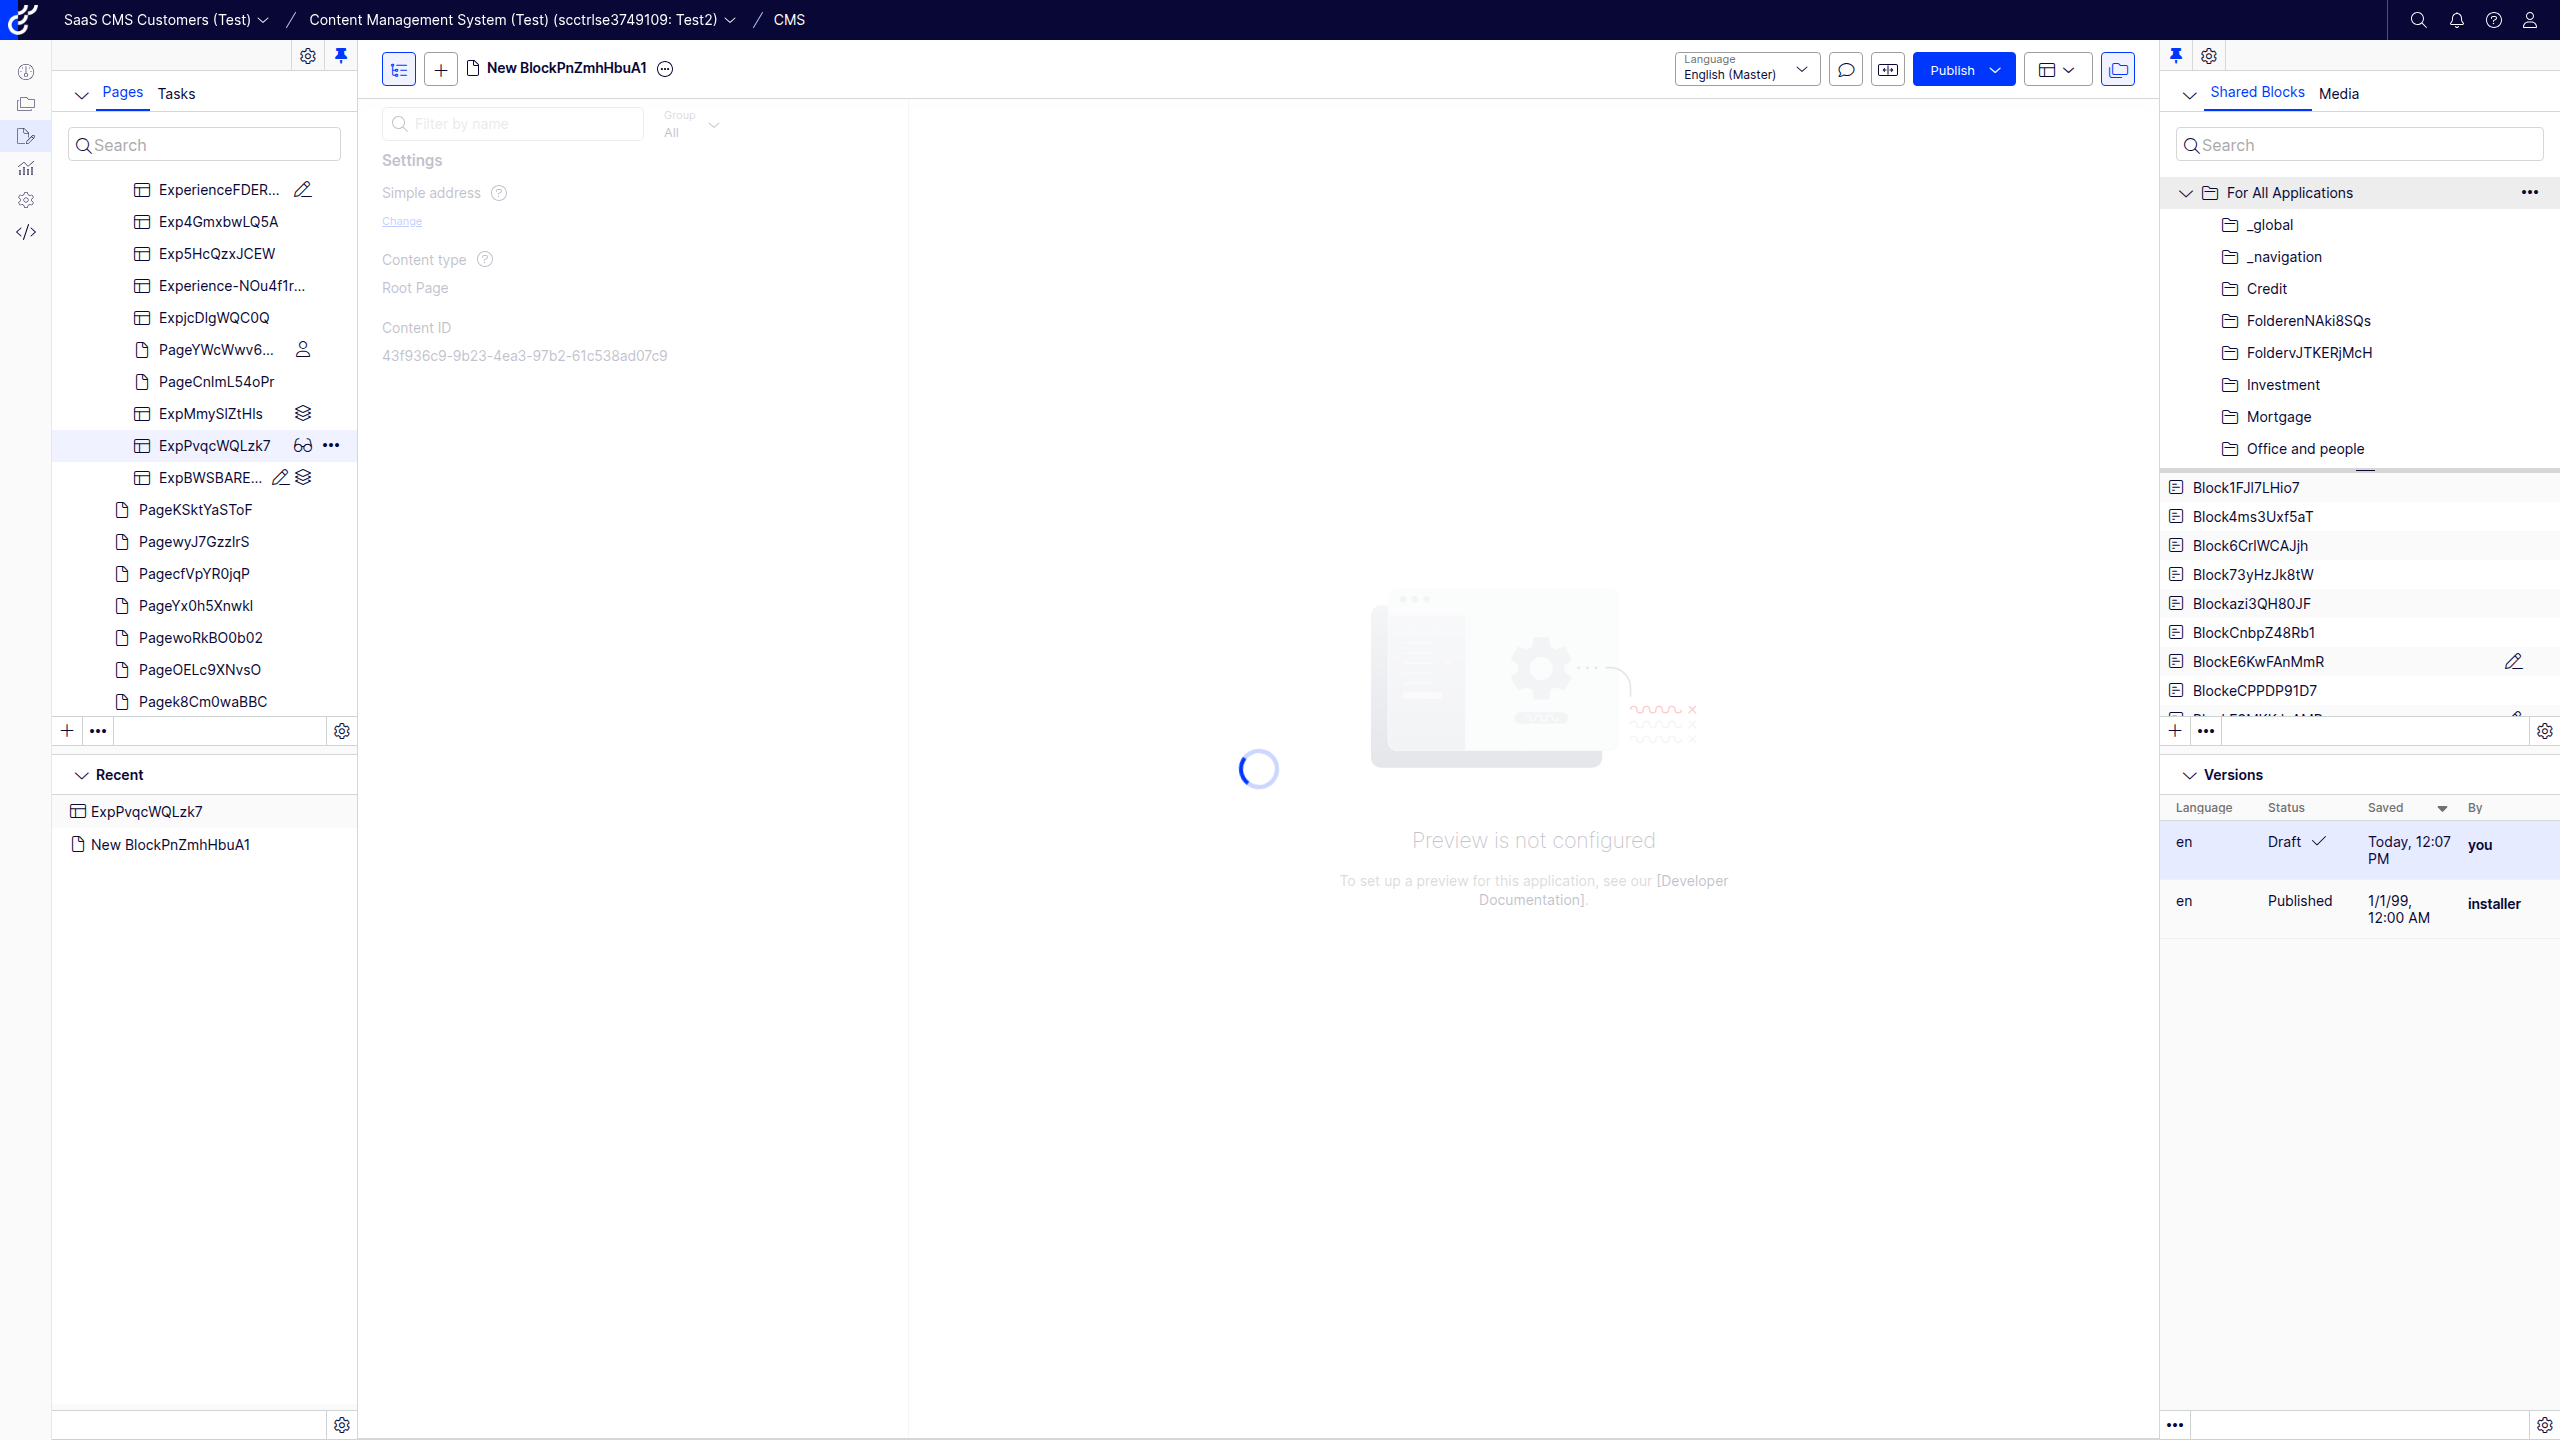 SaaS CMS Customers (Test) / Content Management System (Test) (scctrlse3749109: Test2) / CMS
Pages Tasks
Search
ExperienceFDER...
Exp4GmxbwLQ5A
Exp5HcQzxJCEW
Experience-NOu4f1r...
ExpjcDlgWQC0Q
PageYWcWwv6...
PageCnlmL54oPr
ExpMmySlZtHls
ExpPvqcWQLzk7
ExpBWSBARE...
PageKSktYaSToF
PagewyJ7GzzlrS
PagecfVpYR0jqP
PageYx0h5Xnwkl
PagewoRkBO0b02
PageOELc9XNvsO
Pagek8Cm0waBBC
Recent
ExpPvqcWQLzk7
New BlockPnZmhHbuA1
New BlockPnZmhHbuA1
Language
English (Master)
Publish
Filter by name
Group
All
Settings
Simple address
Change
Content type
Root Page
Content ID
43f936c9-9b23-4ea3-97b2-61c538ad07c9
Preview is not configured
To set up a preview for this application, see our [Developer
Documentation].
Shared Blocks Media
Search
For All Applications
_global
_navigation
Credit
FolderenNAki8SQs
FoldervJTKERjMcH
Investment
Mortgage
Office and people
Block1FJl7LHio7
Block4ms3Uxf5aT
Block6CrlWCAJjh
Block73yHzJk8tW
Blockazi3QH80JF
BlockCnbpZ48Rb1
BlockE6KwFAnMmR
BlockeCPPDP91D7
Versions
Language Status Saved By
en Draft Today, 12:07 PM you
en Published 1/1/99, 12:00 AM installer